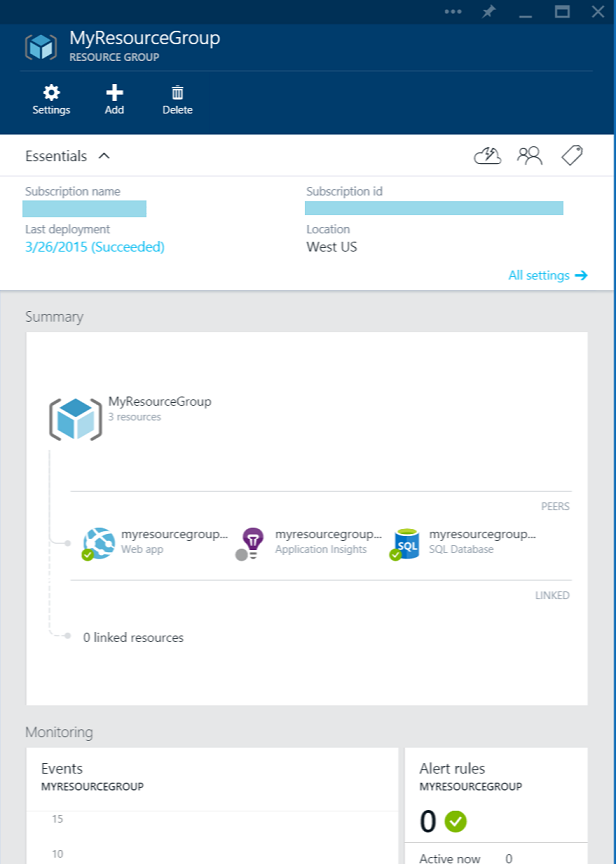 MyResourceGroup
RESOURCE GROUP
Settings Add Delete
Essentials
Subscription name Subscription id
Last deployment Location
3/26/2015 (Succeeded) West US
All settings
Summary
MyResourceGroup
3 resources
PEERS
myresourcegroup... myresourcegroup... myresourcegroup...
Web app Application Insights SQL SQL Database
LINKED
0 linked resources
Monitoring
Events Alert rules
MYRESOURCEGROUP MYRESOURCEGROUP
15 0
10 Active now 0